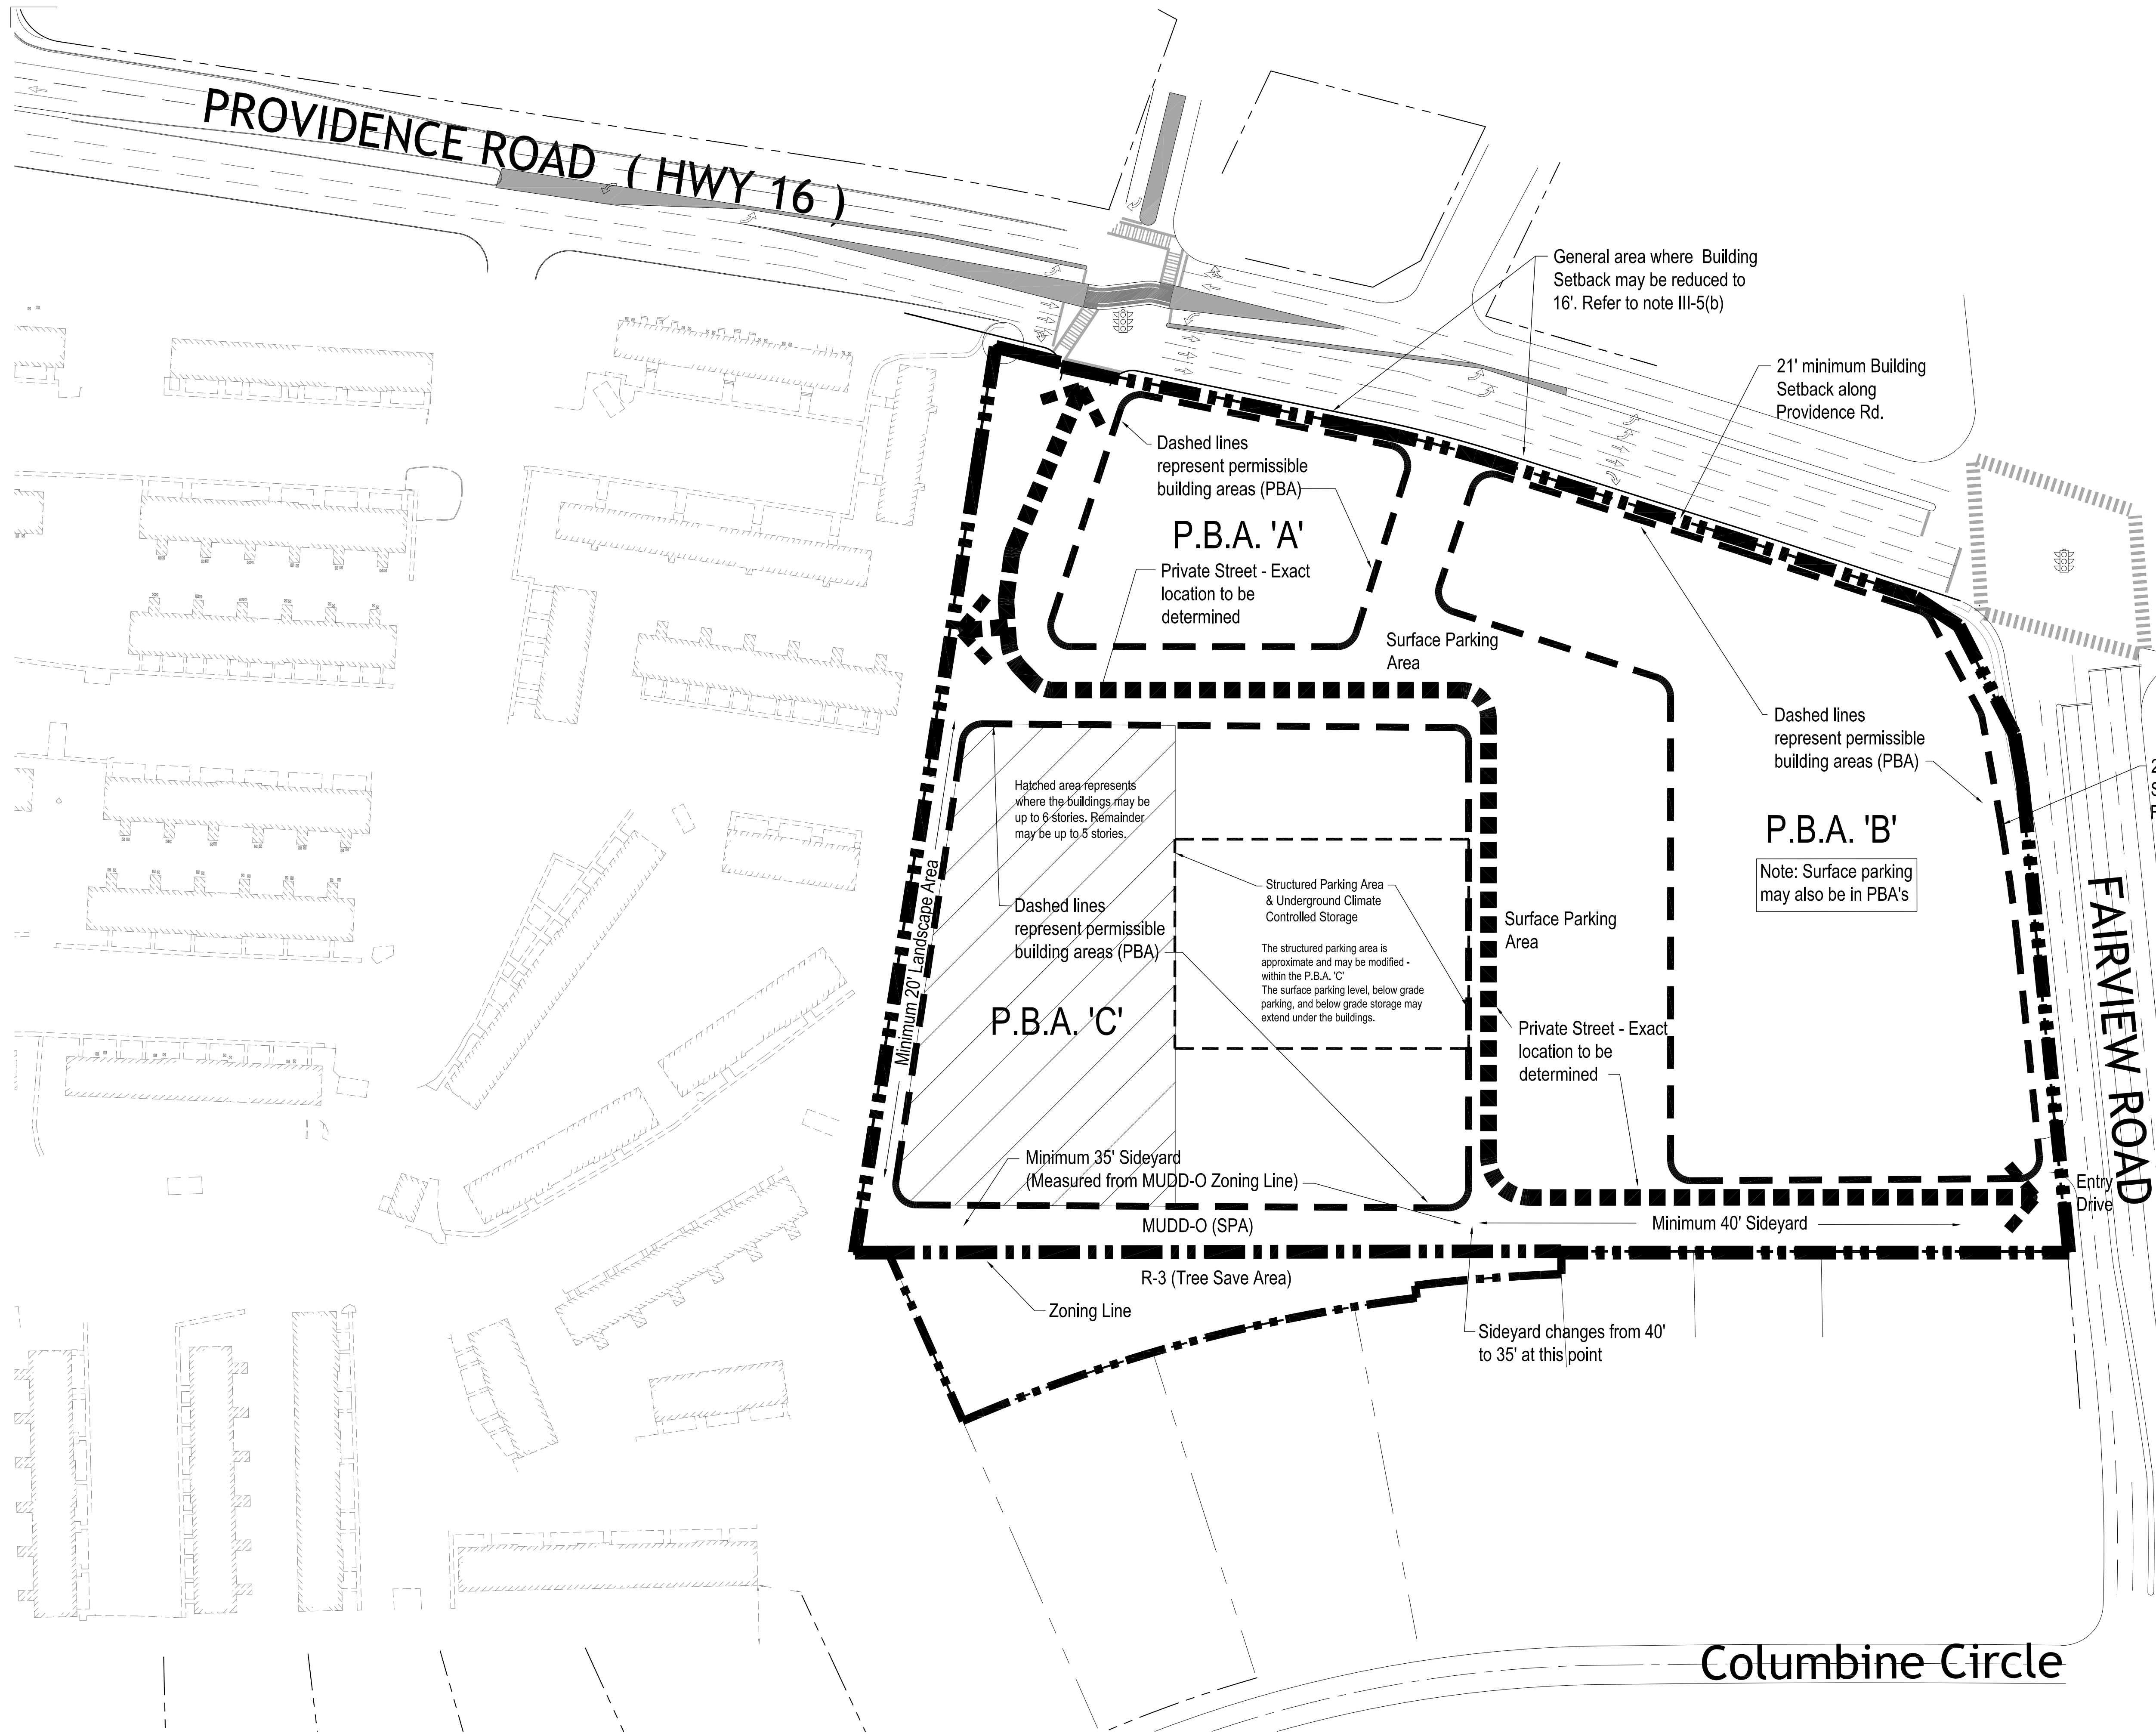 PROVIDENCE ROAD ( HWY 16 )
General area where Building
Setback may be reduced to
16'. Refer to note III-5(b)
21' minimum Building
Setback along
Providence Rd.
Dashed lines
represent permissible
building areas (PBA)
P.B.A. 'A'
Private Street - Exact
location to be
determined
Surface Parking
Area
Dashed lines
represent permissible
building areas (PBA)
P.B.A. 'B'
Note: Surface parking
may also be in PBA's
Hatched area represents
where the buildings may be
up to 6 stories. Remainder
may be up to 5 stories.
Minimum 20' Landscape Area
Dashed lines
represent permissible
building areas (PBA)
P.B.A. 'C'
Structured Parking Area
& Underground Climate
Controlled Storage
The structured parking area is
approximate and may be modified -
within the P.B.A. 'C'
The surface parking level, below grade
parking, and below grade storage may
extend under the buildings.
Surface Parking
Area
Private Street - Exact
location to be
determined
FAIRVIEW ROAD
Entry
Drive
Minimum 35' Sideyard
(Measured from MUDD-O Zoning Line)
MUDD-O (SPA)
Minimum 40' Sideyard
R-3 (Tree Save Area)
Zoning Line
Sideyard changes from 40'
to 35' at this point
Columbine Circle